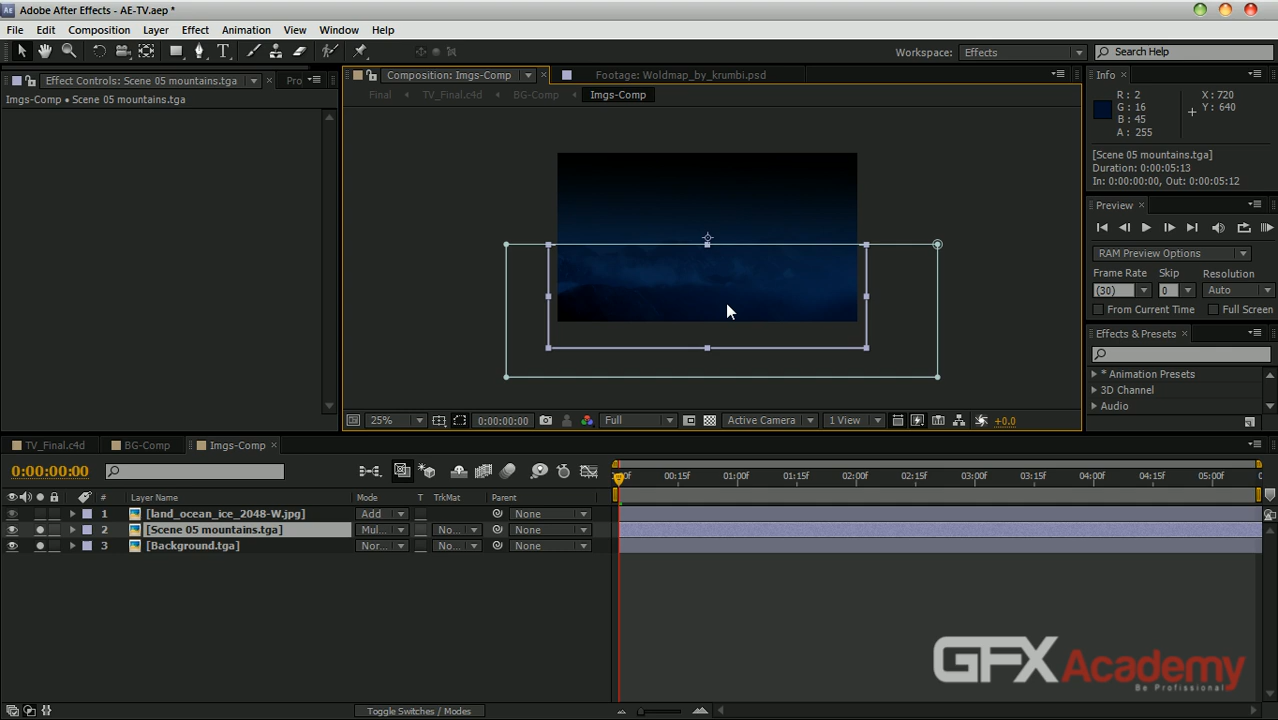 Adobe After Effects - AE-TV.aep *
File Edit Composition Layer Effect Animation View Window Help
Workspace: Effects Search Help
Effect Controls: Scene 05 mountains.tga Pro
Imgs-Comp • Scene 05 mountains.tga
Composition: Imgs-Comp Footage: Woldmap_by_krumbi.psd
Final TV_Final.c4d BG-Comp Imgs-Comp
Info
R : 2
G : 16
B : 45
A : 255
X : 720
Y : 640
[Scene 05 mountains.tga]
Duration: 0:00:05:13
In: 0:00:00:00, Out: 0:00:05:12
Preview
RAM Preview Options
Frame Rate Skip Resolution
(30) 0 Auto
From Current Time Full Screen
Effects & Presets
* Animation Presets
3D Channel
Audio
25% 0:00:00:00 Full Active Camera 1 View +0.0
TV_Final.c4d BG-Comp Imgs-Comp
0:00:00:00
:00f 00:15f 01:00f 01:15f 02:00f 02:15f 03:00f 03:15f 04:00f 04:15f 05:00f 0
# Layer Name Mode T TrkMat Parent
1 [land_ocean_ice_2048-W.jpg] Add None
2 [Scene 05 mountains.tga] Mul... No... None
3 [Background.tga] Nor... No... None
GFXAcademy
Be Profissional
Toggle Switches / Modes